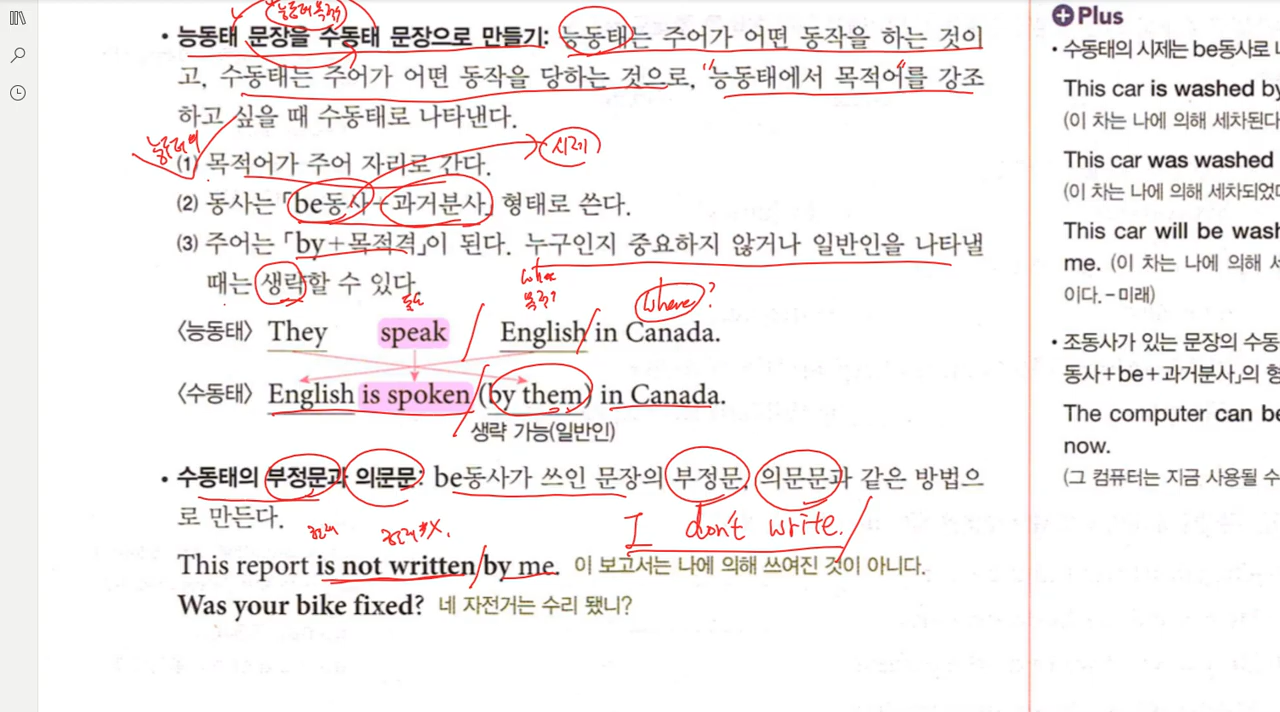 능동태 목적어
• 능동태 문장을 수동태 문장으로 만들기: 능동태는 주어가 어떤 동작을 하는 것이
고, 수동태는 주어가 어떤 동작을 당하는 것으로, "능동태에서 목적어"를 강조
하고 싶을 때 수동태로 나타낸다.
시제
(1) 목적어가 주어 자리로 간다.
(2) 동사는 「be동사+과거분사」 형태로 쓴다.
(3) 주어는 「by+목적격」이 된다. 누구인지 중요하지 않거나 일반인을 나타낼
때는 생략할 수 있다.
where?
〈능동태〉 They speak English in Canada.
〈수동태〉 English is spoken (by them) in Canada.
생략 가능(일반인)
• 수동태의 부정문과 의문문: be동사가 쓰인 문장의 부정문, 의문문과 같은 방법으
로 만든다.
I don't write.
This report is not written by me. 이 보고서는 나에 의해 쓰여진 것이 아니다.
Was your bike fixed? 네 자전거는 수리 됐니?
Plus
• 수동태의 시제는 be동사로 나
This car is washed by
(이 차는 나에 의해 세차된다
This car was washed
(이 차는 나에 의해 세차되었다
This car will be wash
me. (이 차는 나에 의해 세
이다.-미래)
• 조동사가 있는 문장의 수동
동사+be+과거분사」의 형
The computer can be
now.
(그 컴퓨터는 지금 사용될 수